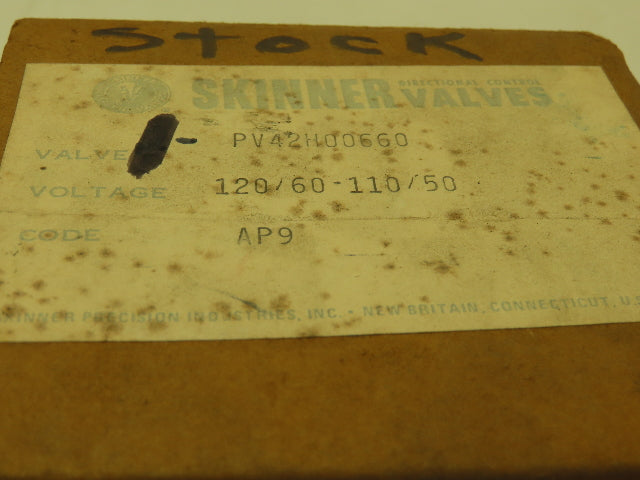 Stock
SKINNER DIRECTIONAL CONTROL VALVES
VALVE 1- PV42H00660
VOLTAGE 120/60-110/50
CODE AP9
SKINNER PRECISION INDUSTRIES, INC. • NEW BRITAIN, CONNECTICUT, U.S